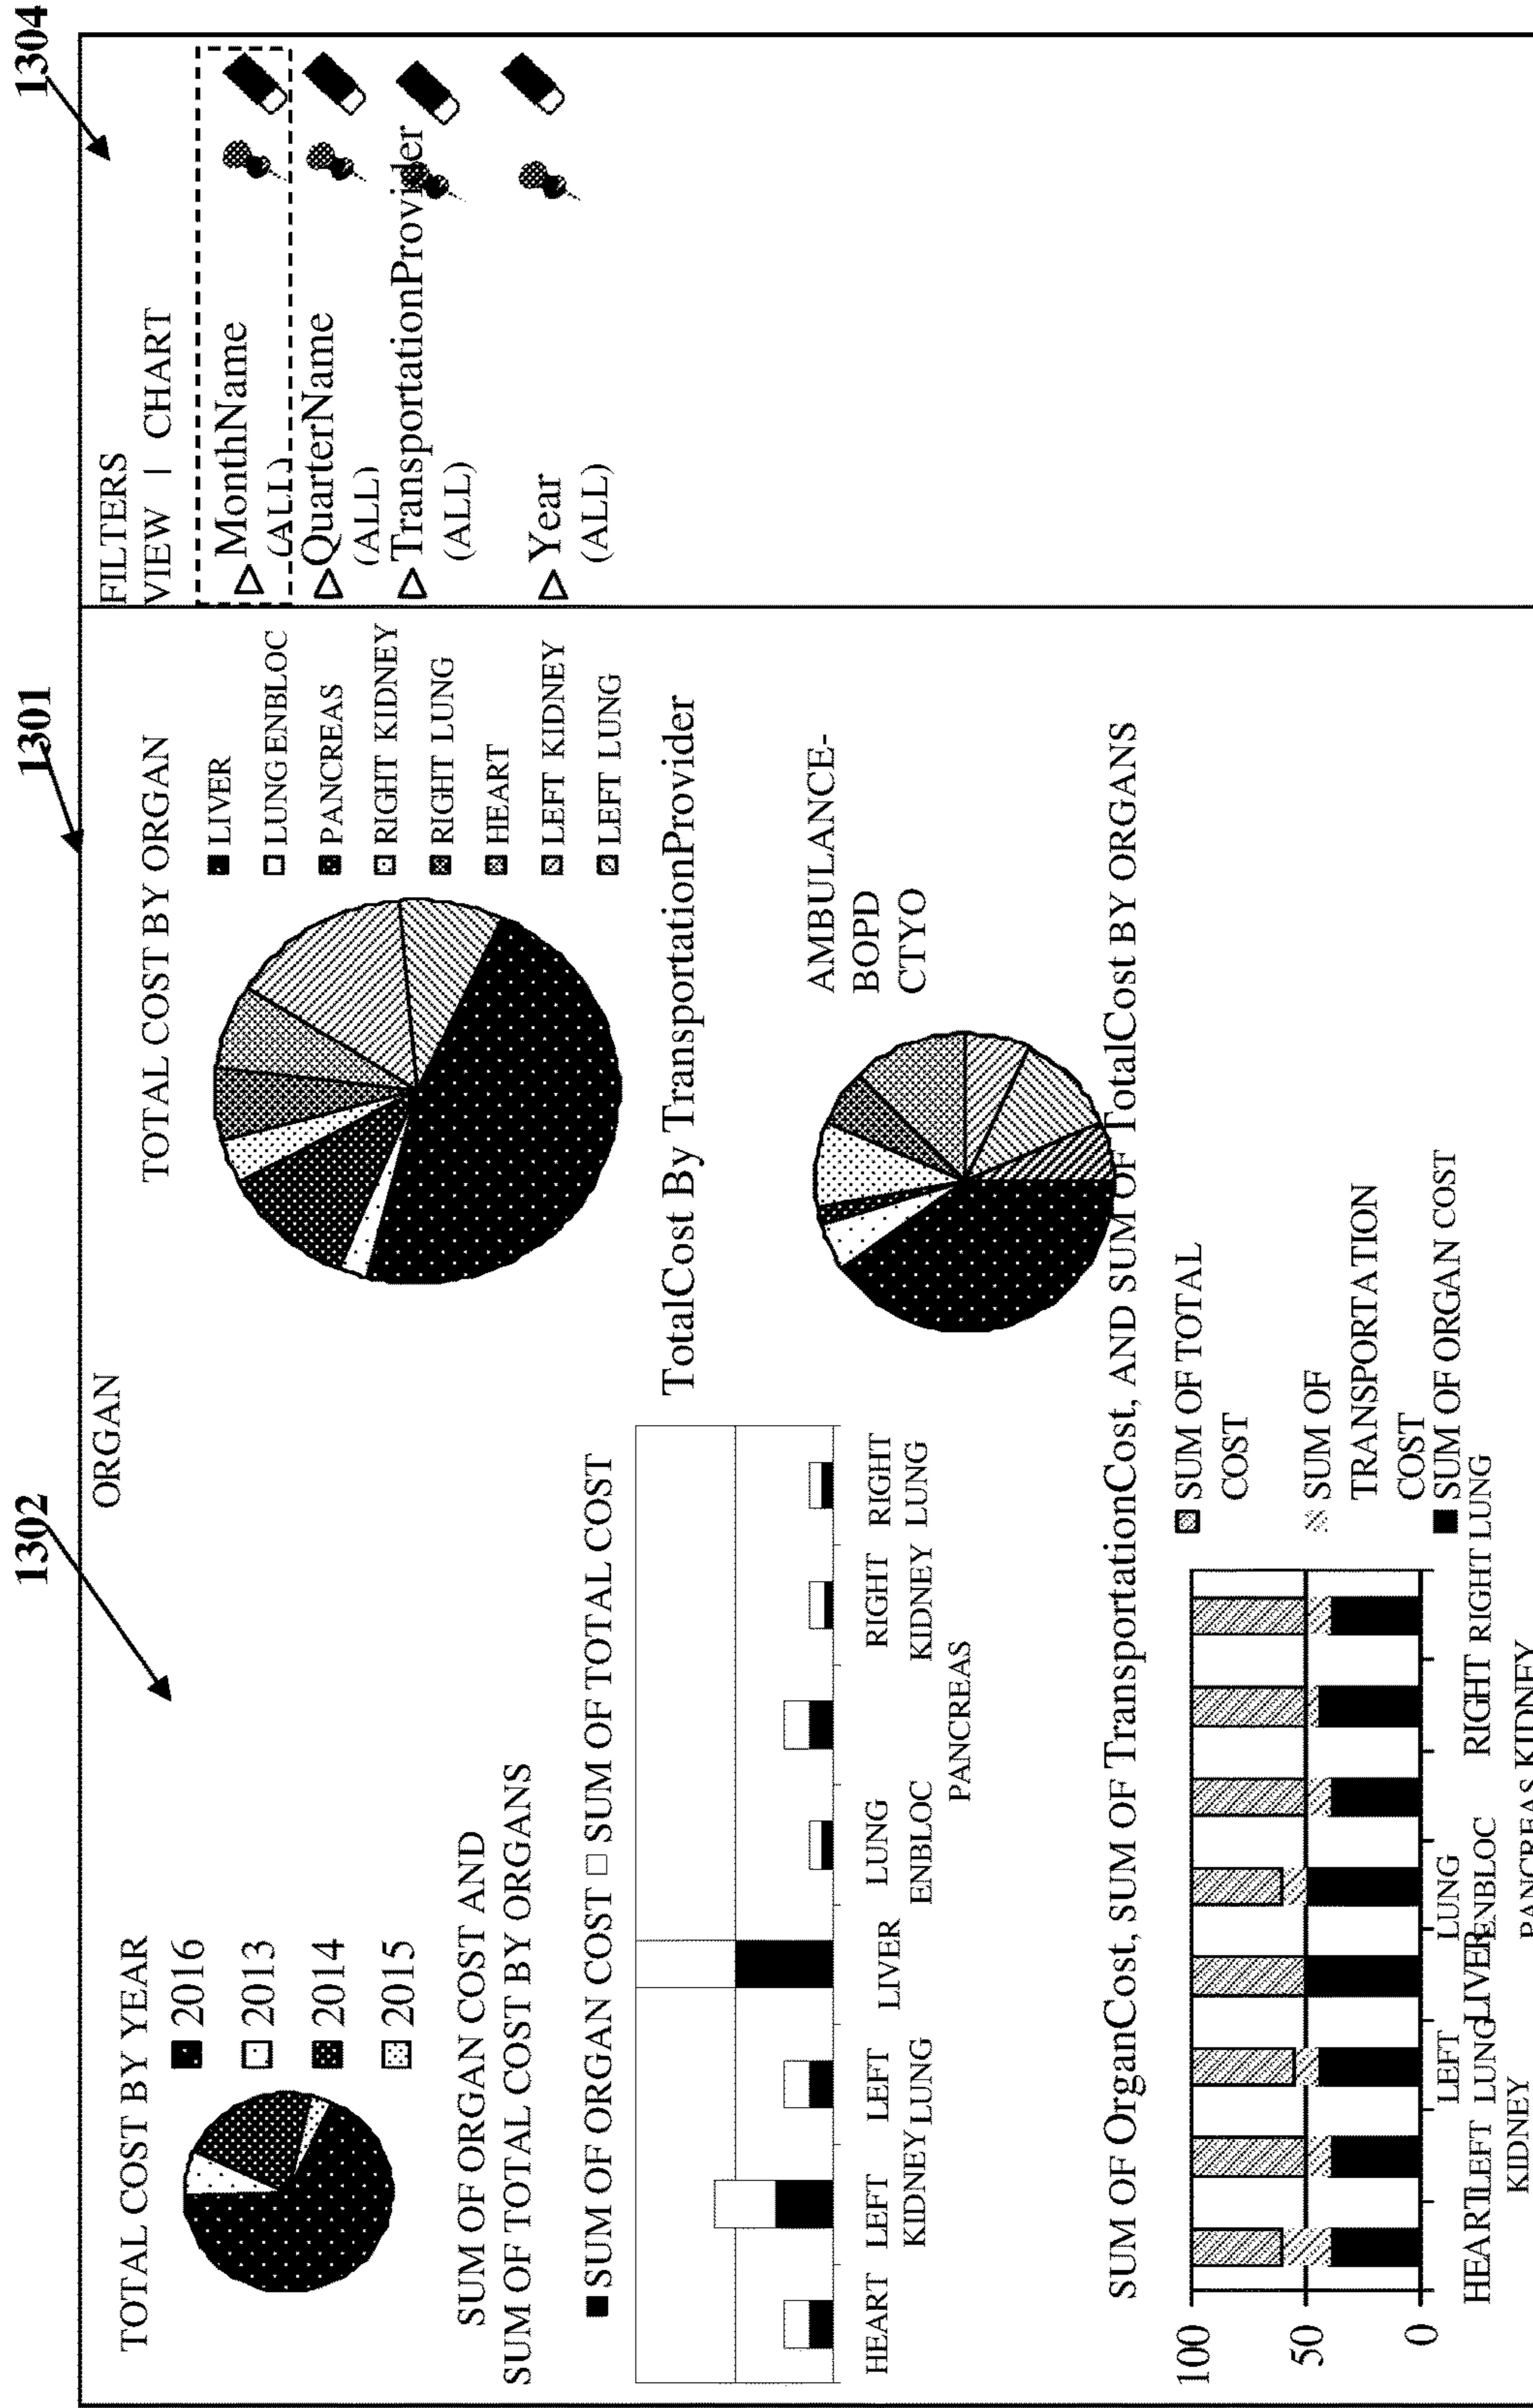 1302
1301
1304
ORGAN
TOTAL COST BY YEAR
2016
2013
2014
2015
TOTAL COST BY ORGAN
LIVER
LUNG ENBLOC
PANCREAS
RIGHT KIDNEY
RIGHT LUNG
HEART
LEFT KIDNEY
LEFT LUNG
FILTERS
VIEW | CHART
MonthName
(ALL)
QuarterName
(ALL)
TransportationProvider
(ALL)
Year
(ALL)
SUM OF ORGAN COST AND
SUM OF TOTAL COST BY ORGANS
SUM OF ORGAN COST SUM OF TOTAL COST
HEART LEFT LEFT LIVER LUNG RIGHT RIGHT
KIDNEY LUNG ENBLOC KIDNEY LUNG
PANCREAS
TotalCost By TransportationProvider
AMBULANCE-
BOPD
CTYO
SUM OF OrganCost, SUM OF TransportationCost, AND SUM OF TotalCost BY ORGANS
100
50
0
SUM OF TOTAL
COST
SUM OF
TRANSPORTATION
COST
SUM OF ORGAN COST
LEFT LUNG
HEART LEFT LUNG LIVER ENBLOC RIGHT RIGHT LUNG
KIDNEY PANCREAS KIDNEY